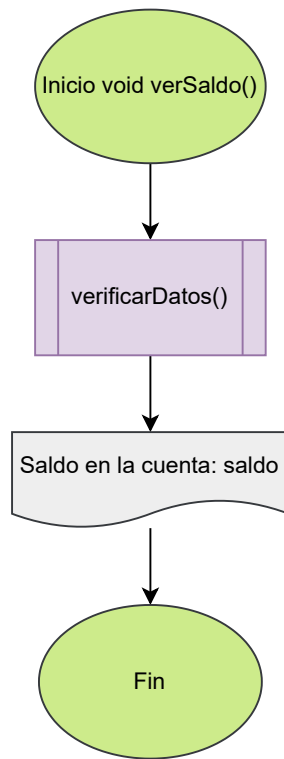 Inicio void verSaldo()
verificarDatos()
Saldo en la cuenta: saldo
Fin